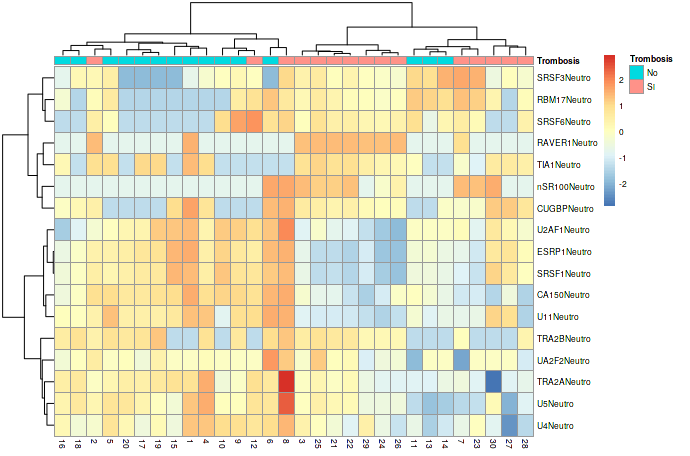 Trombosis
Trombosis
No
SI
2
1
0
-1
-2
SRSF3Neutro
RBM17Neutro
SRSF6Neutro
RAVER1Neutro
TIA1Neutro
nSR100Neutro
CUGBPNeutro
U2AF1Neutro
ESRP1Neutro
SRSF1Neutro
CA150Neutro
U11Neutro
TRA2BNeutro
UA2F2Neutro
TRA2ANeutro
U5Neutro
U4Neutro
16 18 2 5 20 17 19 15 1 4 10 9 12 6 8 3 25 21 22 29 24 26 11 13 14 7 23 30 27 28